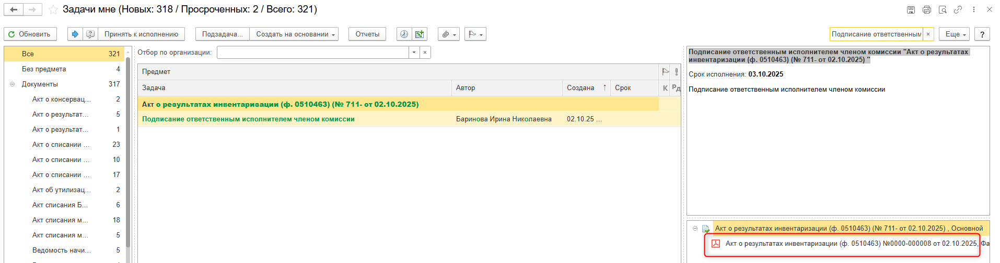 Задачи мне (Новых: 318 / Просроченных: 2 / Всего: 321)
Обновить
Принять к исполнению
Подзадача...
Создать на основании
Отчеты
Подписание ответственным
×
Еще
?
Все 321
Без предмета 4
Документы 317
Акт о консервац... 2
Акт о результат... 5
Акт о результат... 1
Акт о списании ... 23
Акт о списании ... 10
Акт о списании ... 17
Акт об утилизац... 2
Акт списания Б... 6
Акт списания м... 18
Акт списания м... 5
Ведомость начи... 5
Отбор по организации:
×
Предмет
Задача Автор Создана ↑ Срок К Рд
Акт о результатах инвентаризации (ф. 0510463) (№ 711- от 02.10.2025)
Подписание ответственным исполнителем членом комиссии Баринова Ирина Николаевна 02.10.25 ...
Подписание ответственным исполнителем членом комиссии "Акт о результатах
инвентаризации (ф. 0510463) (№ 711- от 02.10.2025) "
Срок исполнения: 03.10.2025
Подписание ответственным исполнителем членом комиссии
Акт о результатах инвентаризации (ф. 0510463) (№ 711- от 02.10.2025) , Основной
Акт о результатах инвентаризации (ф. 0510463) №0000-000008 от 02.10.2025, Фа